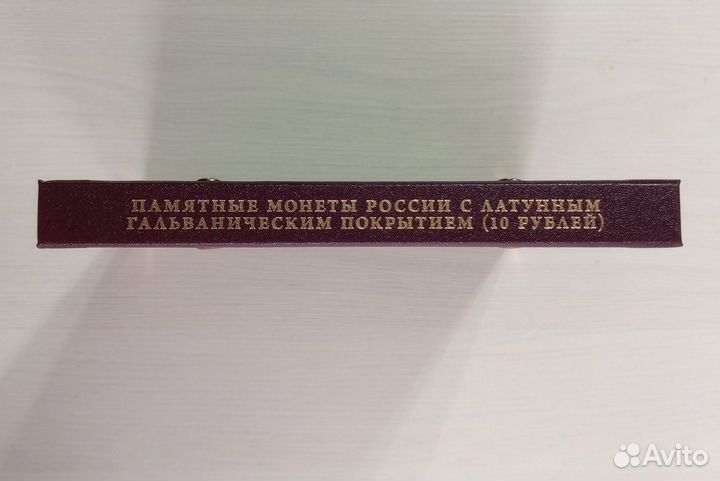 ПАМЯТНЫЕ МОНЕТЫ РОССИИ С ЛАТУННЫМ
ГАЛЬВАНИЧЕСКИМ ПОКРЫТИЕМ (10 РУБЛЕЙ)
Avito